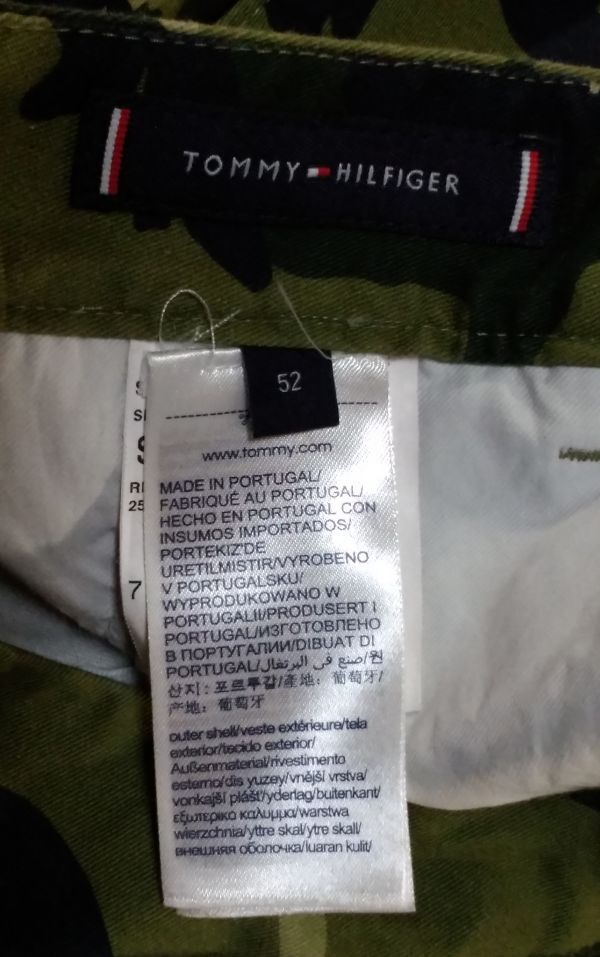 TOMMY HILFIGER
52
www.tommy.com
MADE IN PORTUGAL/
FABRIQUÉ AU PORTUGAL/
HECHO EN PORTUGAL CON
INSUMOS IMPORTADOS/
PORTEKIZ'DE
URETILMISTIR/VYROBENO
V PORTUGALSKU/
WYPRODUKOWANO W
PORTUGALII/PRODUSERT I
PORTUGAL/ИЗГОТОВЛЕНО
В ПОРТУГАЛИИ/DIBUAT DI
PORTUGAL/صنع في البرتغال/원
산지: 포르투갈/產地: 葡萄牙/
产地: 葡萄牙
outer shell/veste extérieure/tela
exterior/tecido exterior/
Außenmaterial/rivestimento
esterno/dis yuzey/vnější vrstva/
vonkajší plášť/yderlag/buitenkant/
εξωτερικο καλυμμα/warstwa
wierzchnia/yttre skal/ytre skall/
внешняя оболочка/luaran kulit/
25
7